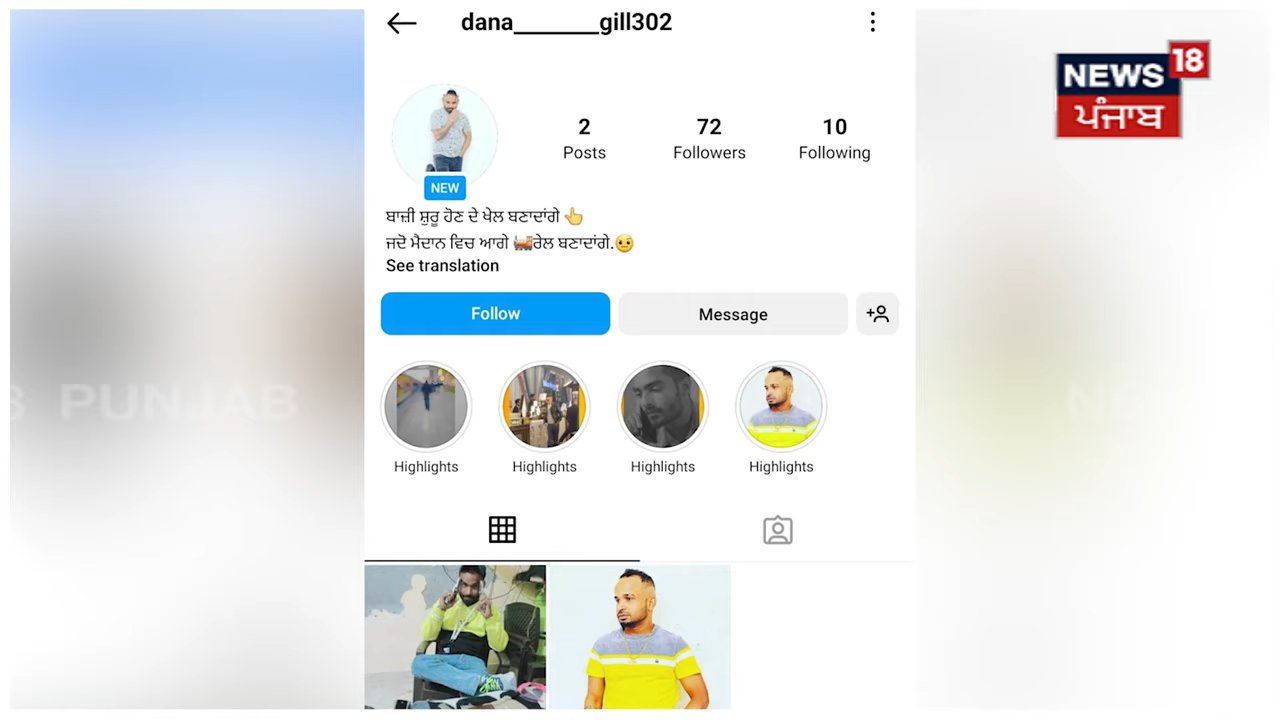 dana_______gill302
NEWS 18
ਪੰਜਾਬ
2
Posts
72
Followers
10
Following
NEW
ਬਾਜ਼ੀ ਸ਼ੁਰੂ ਹੋਣ ਦੇ ਖੇਲ ਬਣਾਦਾਂਗੇ 👆
ਜਦੋ ਮੈਦਾਨ ਵਿਚ ਆਗੇ 🚂ਰੇਲ ਬਣਾਦਾਂਗੇ.🤨
See translation
Follow
Message
S PUNJAB
Highlights
Highlights
Highlights
Highlights